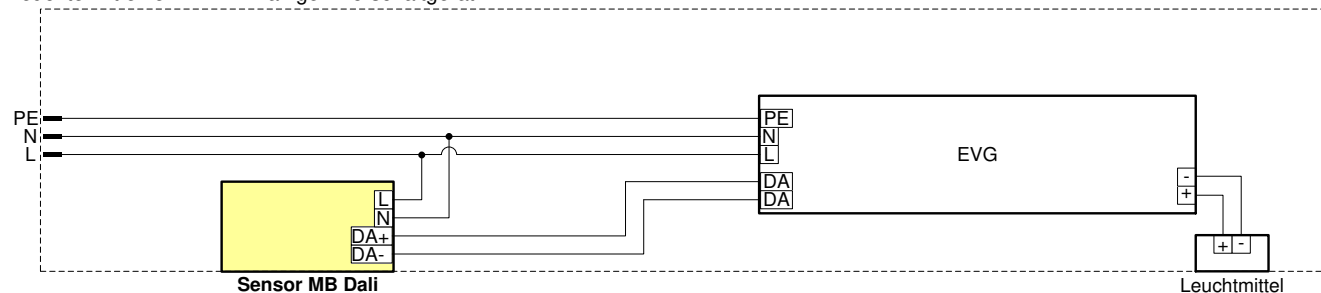 PE
N
L
PE
N
L
DA
DA
EVG
-
+
L
N
DA+
DA-
+ -
Sensor MB Dali
Leuchtmittel